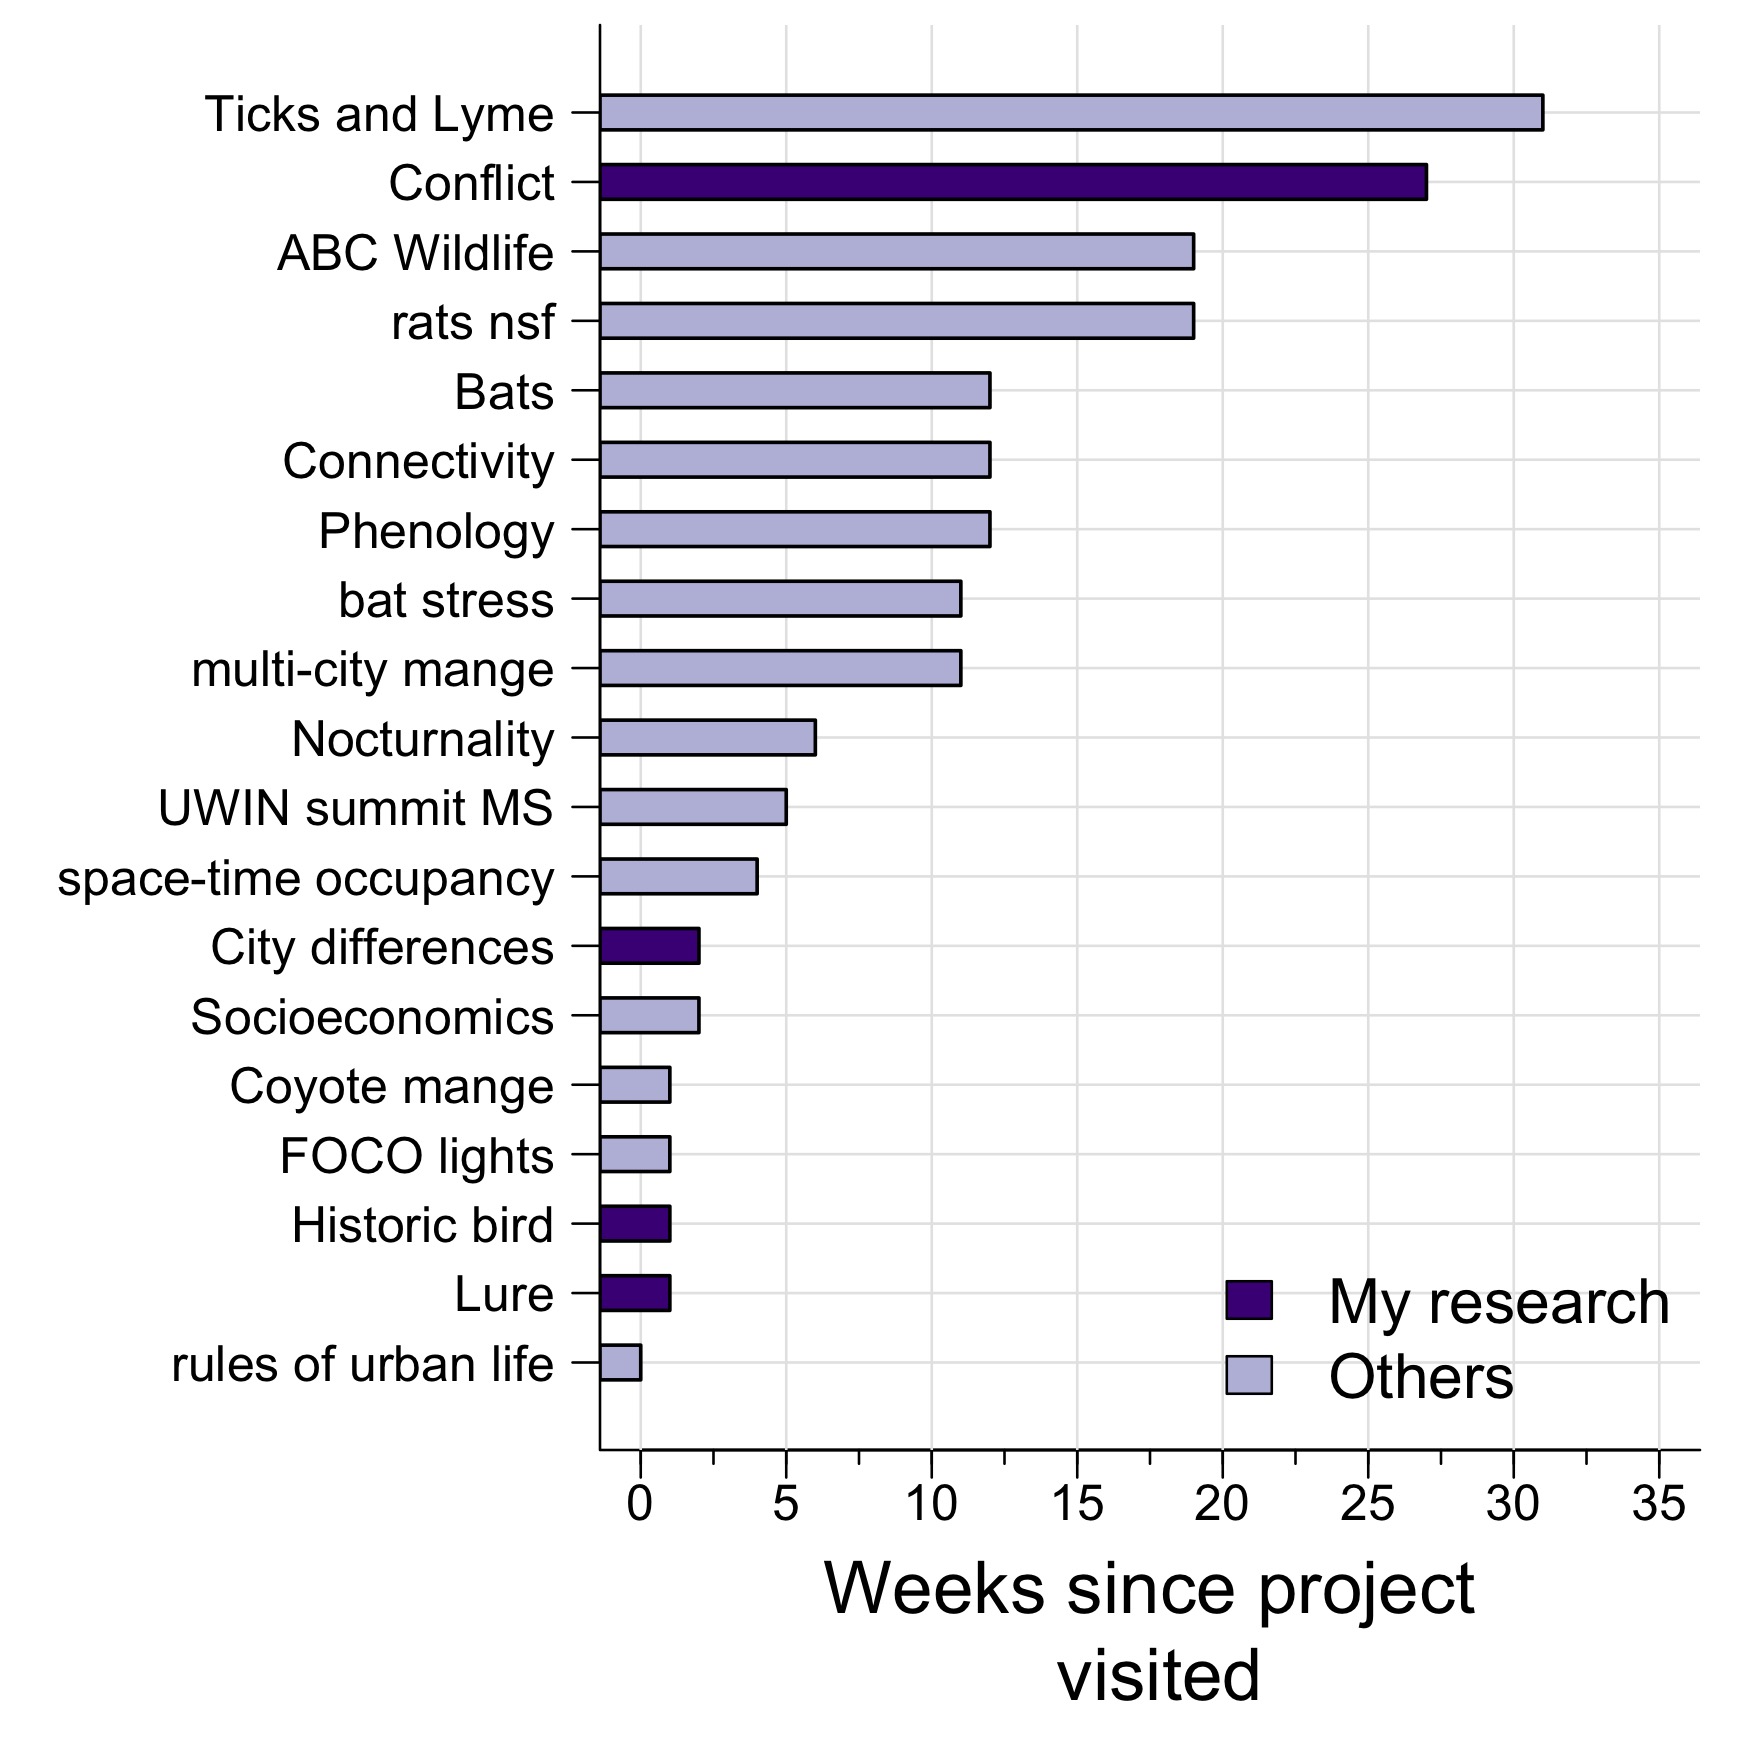 Ticks and Lyme
Conflict
ABC Wildlife
rats nsf
Bats
Connectivity
Phenology
bat stress
multi-city mange
Nocturnality
UWIN summit MS
space-time occupancy
City differences
Socioeconomics
Coyote mange
FOCO lights
Historic bird
Lure
rules of urban life
My research
Others
0 5 10 15 20 25 30 35
Weeks since project
visited